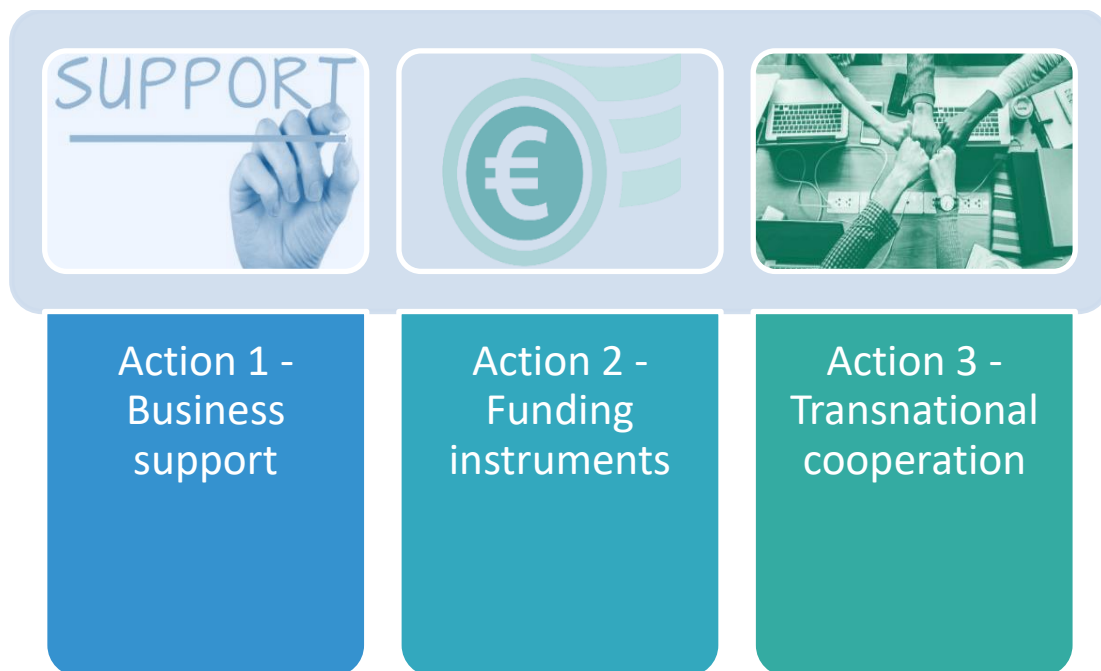 SUPPORT
€
Action 1 -
Business
support
Action 2 -
Funding
instruments
Action 3 -
Transnational
cooperation